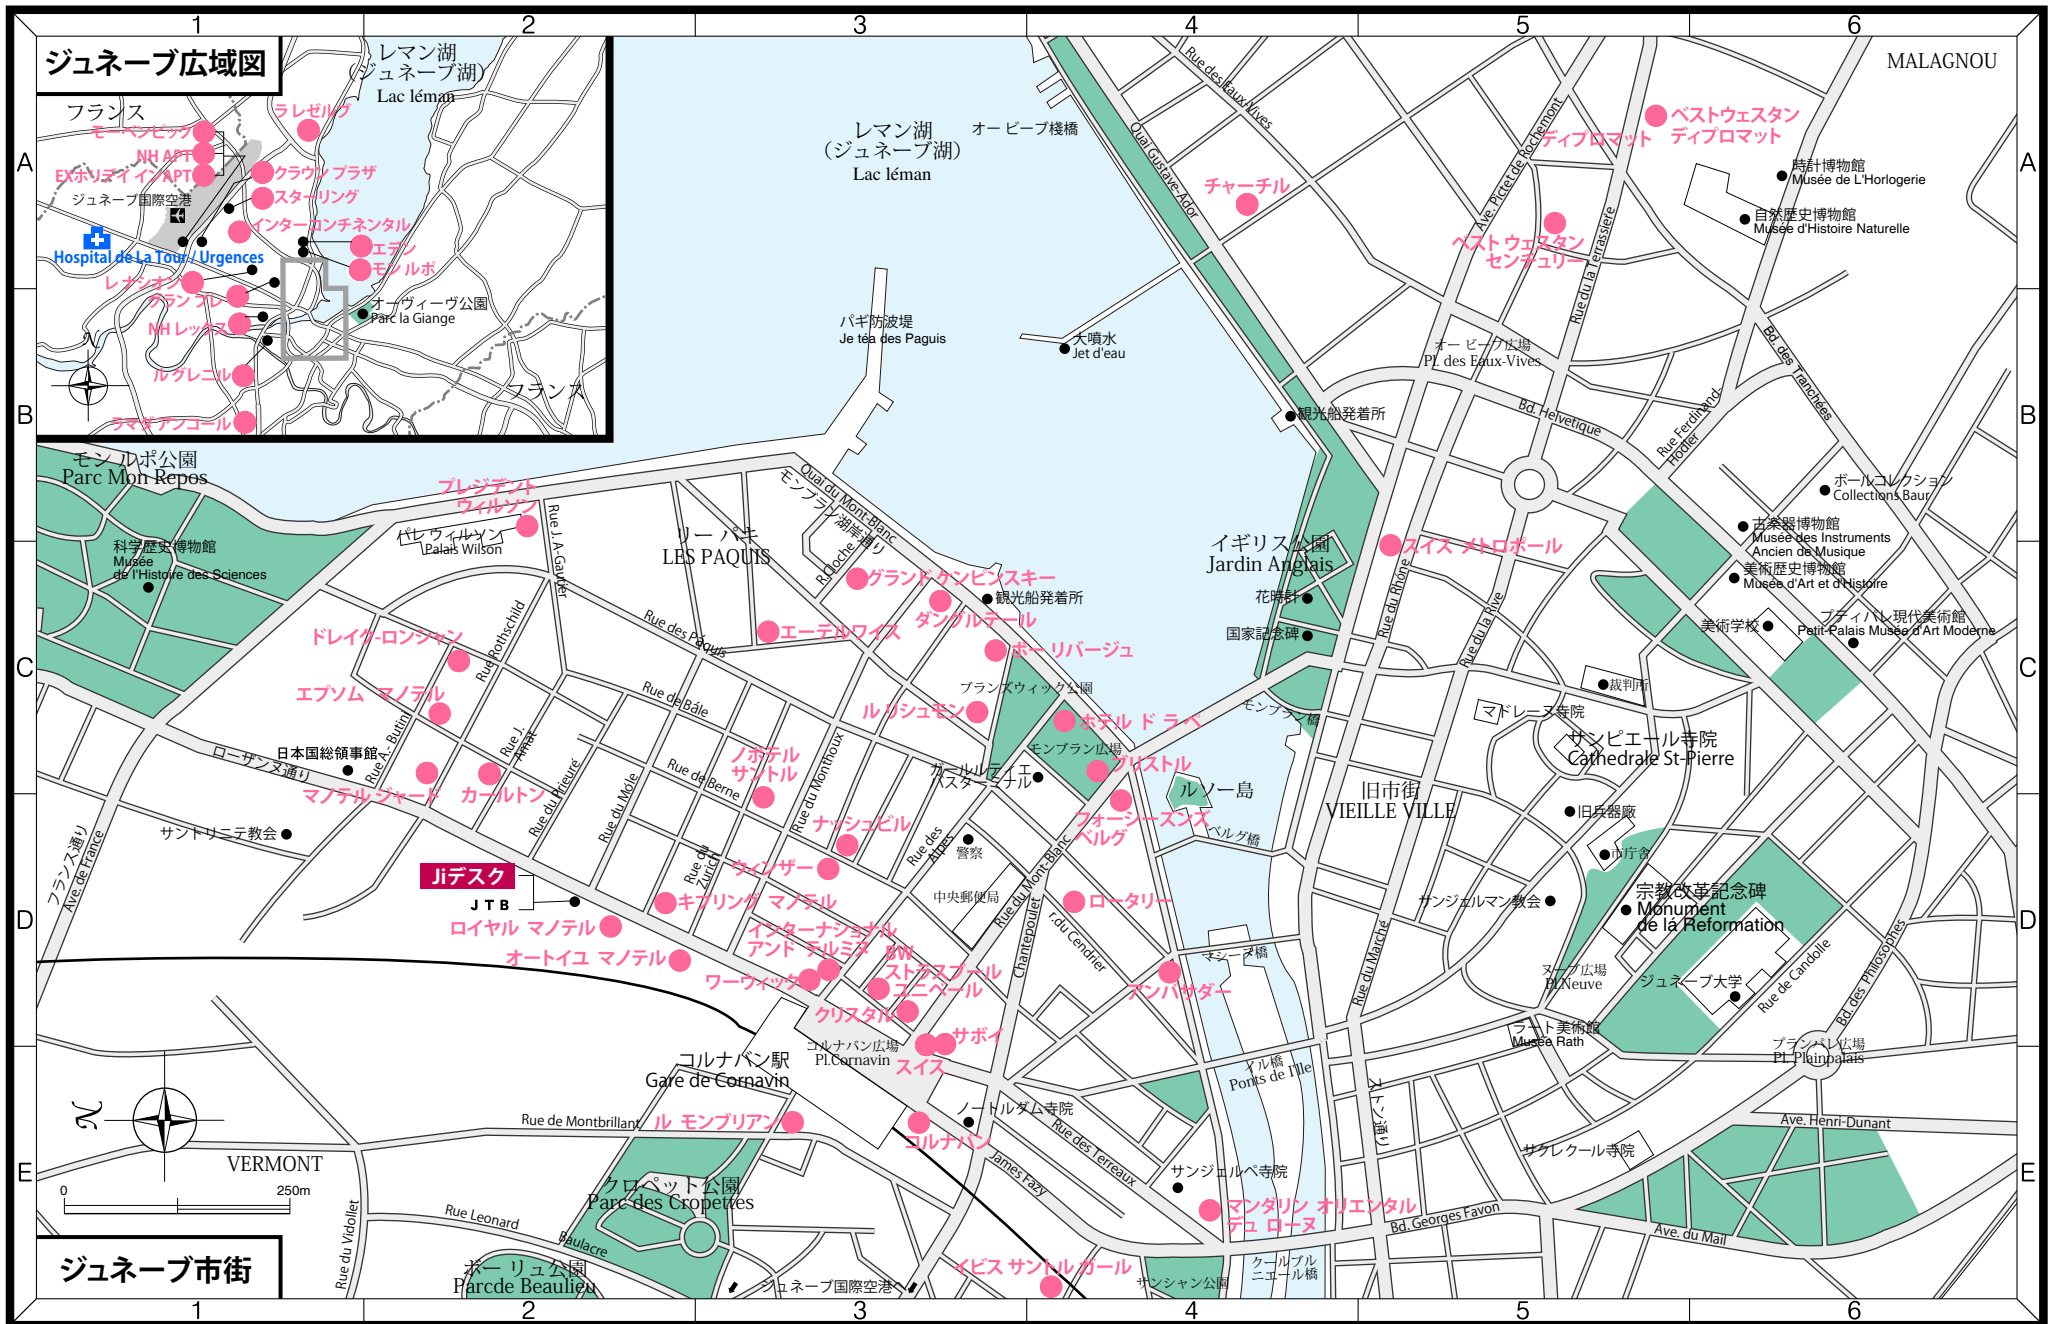 1
2
3
4
5
6
A
B
C
D
E
ジュネーブ広域図
レマン湖
(ジュネーブ湖)
Lac léman
フランス
モーベンピック
NH APT
EXホリデイ インAPT
ラ レゼルヴ
クラウン プラザ
スターリング
ジュネーブ国際空港
インターコンチネンタル
エデン
モン ルポ
Hospital de La Tour / Urgences
レ ナシオン
グラン プレ
NH レックス
オーヴィーヴ公園
Parc la Giange
N
ル グレニル
フランス
ラマダ アンコール
レマン湖
(ジュネーブ湖)
Lac léman
オー ビーブ棧橋
Rue des Eaux-Vives
Quai Gustave-Ador
チャーチル
Ave. Pictet de Rochemont
ディプロマット
ベストウェスタン
ディプロマット
MALAGNOU
時計博物館
Musée de L'Horlogerie
自然歴史博物館
Musée d'Histoire Naturelle
ベスト ウェスタン
センチュリー
Rue du la Terrassiere
パギ防波堤
Je téa des Paguis
大噴水
Jet d'eau
オー ビーブ広場
Pl. des Eaux-Vives
Bd. des Tranchées
Bd. Helvetique
Rue Ferdinand-
Hodler
観光船発着所
モン ルポ公園
Parc Mon Repos
プレジデント
ウィルソン
パレ ウィルソン
Palais Wilson
Rue J. A-Gautier
リー パキ
LES PAQUIS
Quai du Mont-Blanc
モンブラン湖岸通り
R.Cloche
ボールコレクション
Collections Baur
古楽器博物館
Musée des Instruments
Ancien de Musique
美術歴史博物館
Musée d'Art et d'Histoire
科学歴史博物館
Musée
de l'Histoire des Sciences
イギリス公園
Jardin Anglais
スイス メトロポール
グランド ケンピンスキー
ダングルテール
観光船発着所
花時計
国家記念碑
美術学校
プティパレ現代美術館
Petit-Palais Musée d'Art Moderne
Rue du Rhône
Rue du la Rive
ドレイク-ロンシャン
Rue Rothschild
Rue des Pâquis
エーデルワイス
ボー リバージュ
エプソム マノテル
Rue de Bâle
ブランズウィック公園
ル リシュモン
ホテル ド ラ ペ
モンブラン橋
裁判所
マドレーヌ寺院
サンピエール寺院
Cathedrale St-Pierre
ローザンヌ通り
日本国総領事館
Rue A.- Butini
Rue J.
Amat
マノテル ジャード
カールトン
Rue du Prieuré
Rue du Môle
Rue de Berne
ノボテル
サントル
Rue du Monthoux
モンブラン広場
ガールルティエ
バスターミナル
ブリストル
ルソー島
旧市街
VIEILLE VILLE
フォーシーズンズ
ベルグ
ベルグ橋
旧兵器廠
市庁舎
サントリニテ教会
フランス通り
Ave. de France
Jiデスク
JTB
Rue du
Zurich
ナッシュビル
ウィンザー
Rue des
Alpes
警察
中央郵便局
Rue du Mont-Blanc
Chantepoulet
r.du Cendrier
ロータリー
サンジェルマン教会
宗教改革記念碑
Monument
de lá Reformation
キプリング マノテル
ロイヤル マノテル
オートイユ マノテル
インターナショナル
アンド テルミヌ
ワーウィック
BW
ストラスブール
ユニベール
クリスタル
サボイ
スイス
アンバサダー
マシーヌ橋
Rue du Marché
ヌーブ広場
Pl.Neuve
ジュネーブ大学
Rue de Candolle
Bd. des Philosophes
ラート美術館
Musée Rath
プランパレ広場
Pl. Plainpalais
コルナバン広場
Pl.Cornavin
コルナバン駅
Gare de Cornavin
イル橋
Ponts de l'Ile
ストン通り
N
0
250m
VERMONT
Rue de Montbrillant
ル モンブリアン
コルナバン
ノートルダム寺院
Rue des Terreaux
James Fazy
サンジェルペ寺院
マンダリン オリエンタル
デュ ローヌ
サクレクール寺院
Ave. Henri-Dunant
Bd. Georges Favon
Ave. du Mail
クロペット公園
Parc des Cropettes
Rue Leonard
Baulacre
Rue du Vidollet
ボー リュ公園
Parcde Beaulieu
ジュネーブ国際空港へ
イビス サントル ガール
サンシャン公園
クールブル
ニエール橋
ジュネーブ市街
1
2
3
4
5
6
A
B
C
D
E